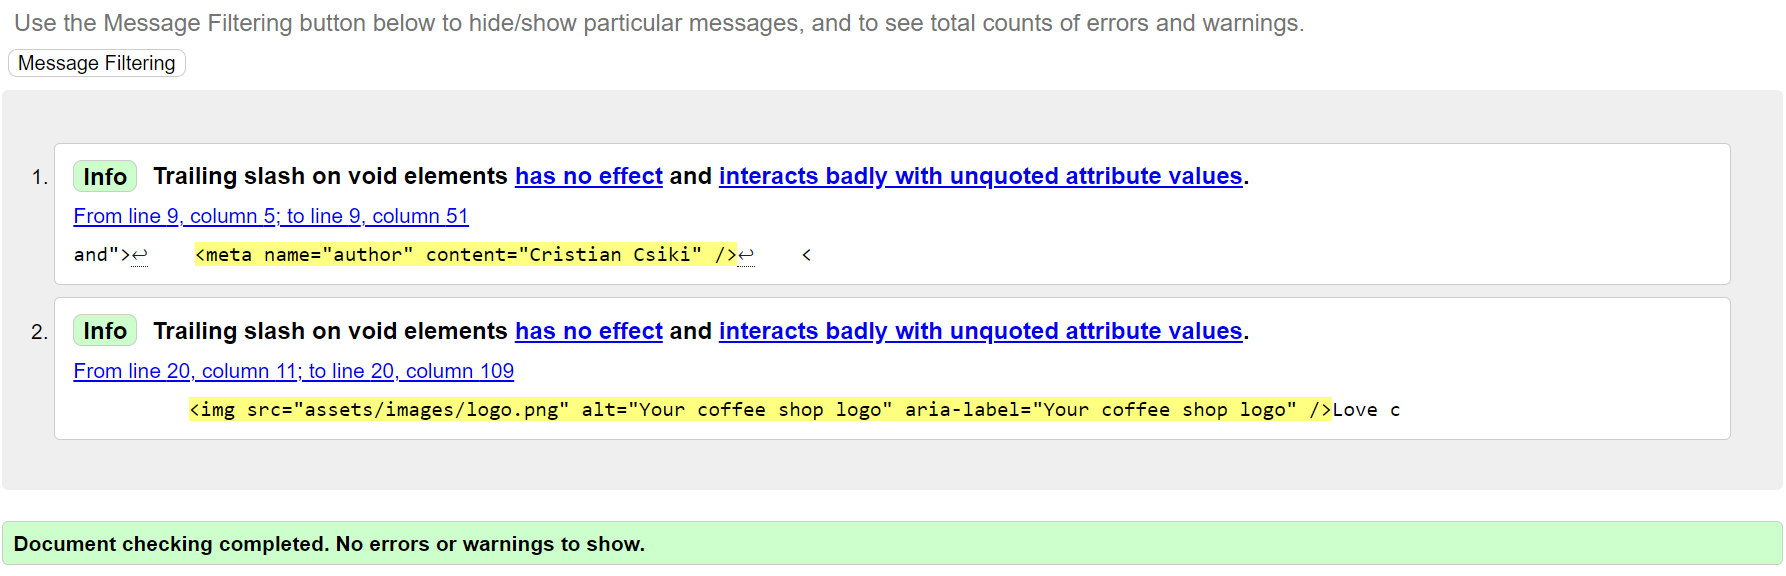 Use the Message Filtering button below to hide/show particular messages, and to see total counts of errors and warnings.
Message Filtering
1. Info Trailing slash on void elements has no effect and interacts badly with unquoted attribute values.
From line 9, column 5; to line 9, column 51
and">↩    <meta name="author" content="Cristian Csiki" />↩    <
2. Info Trailing slash on void elements has no effect and interacts badly with unquoted attribute values.
From line 20, column 11; to line 20, column 109
<img src="assets/images/logo.png" alt="Your coffee shop logo" aria-label="Your coffee shop logo" />Love c
Document checking completed. No errors or warnings to show.